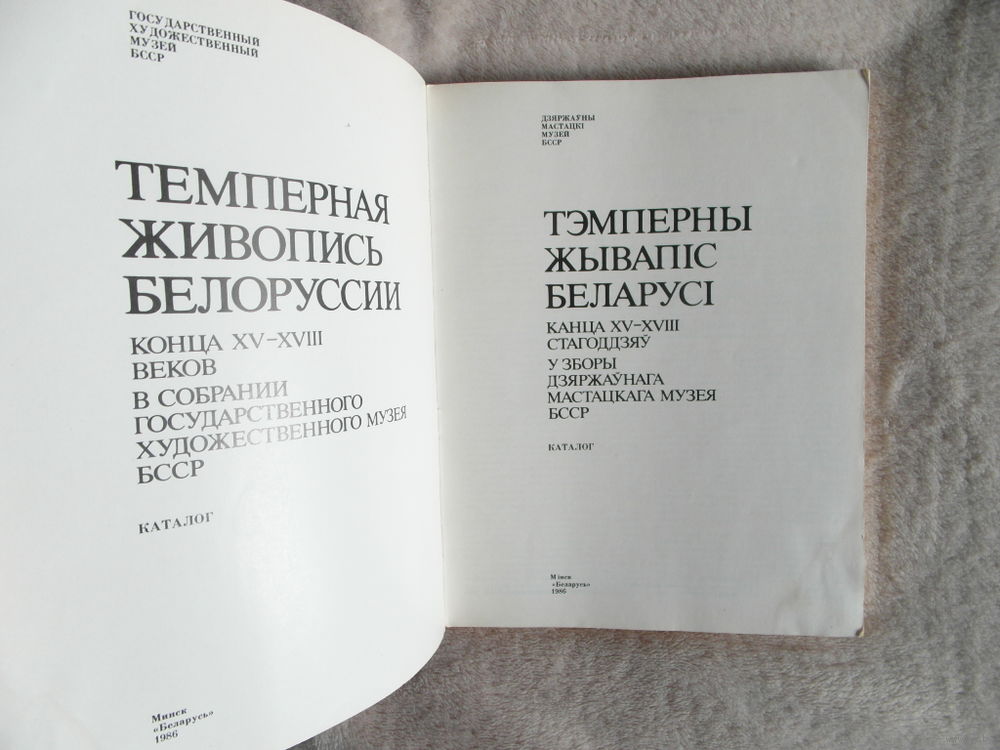 ГОСУДАРСТВЕННЫЙ
ХУДОЖЕСТВЕННЫЙ
МУЗЕЙ
БССР
ТЕМПЕРНАЯ
ЖИВОПИСЬ
БЕЛОРУССИИ
КОНЦА XV–XVIII
ВЕКОВ
В СОБРАНИИ
ГОСУДАРСТВЕННОГО
ХУДОЖЕСТВЕННОГО МУЗЕЯ
БССР
КАТАЛОГ
Минск
«Беларусь»
1986
ДЗЯРЖАЎНЫ
МАСТАЦКІ
МУЗЕЙ
БССР
ТЭМПЕРНЫ
ЖЫВАПІС
БЕЛАРУСІ
КАНЦА XV–XVIII
СТАГОДДЗЯЎ
У ЗБОРЫ
ДЗЯРЖАЎНАГА
МАСТАЦКАГА МУЗЕЯ
БССР
КАТАЛОГ
Мінск
«Беларусь»
1986